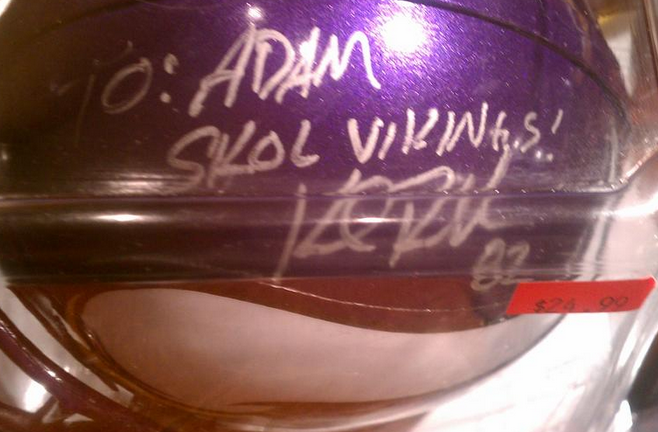 TO: ADAM
SKOL VIKINGS!
82
$24.99